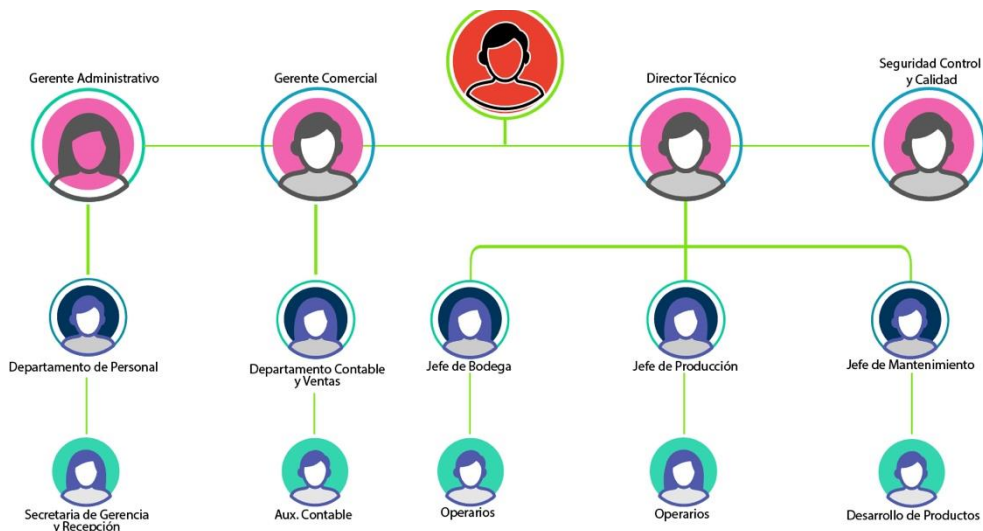 Gerente Administrativo
Gerente Comercial
Director Técnico
Seguridad Control
y Calidad
Departamento de Personal
Departamento Contable
y Ventas
Jefe de Bodega
Jefe de Producción
Jefe de Mantenimiento
Secretaria de Gerencia
y Recepción
Aux. Contable
Operarios
Operarios
Desarrollo de Productos